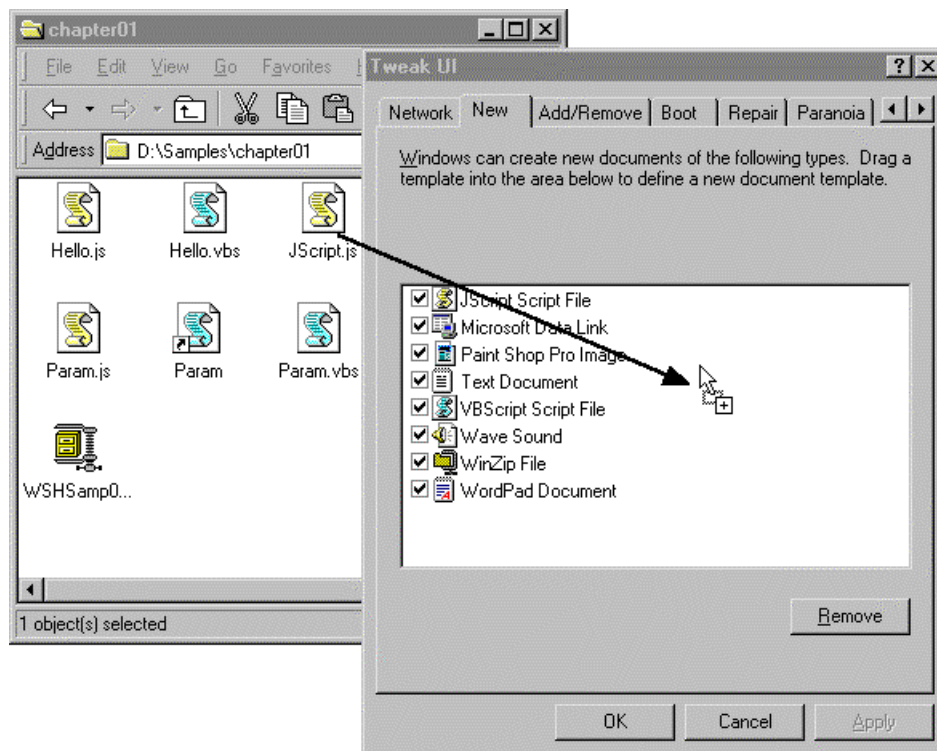 chapter01
File Edit View Go Favorites
Address D:\Samples\chapter01
Hello.js Hello.vbs JScript.js
Param.js Param Param.vbs
WSHSamp0...
1 object(s) selected
Tweak UI
Network New Add/Remove Boot Repair Paranoia
Windows can create new documents of the following types. Drag a
template into the area below to define a new document template.
JScript Script File
Microsoft Data Link
Paint Shop Pro Image
Text Document
VBScript Script File
Wave Sound
WinZip File
WordPad Document
Remove
OK Cancel Apply